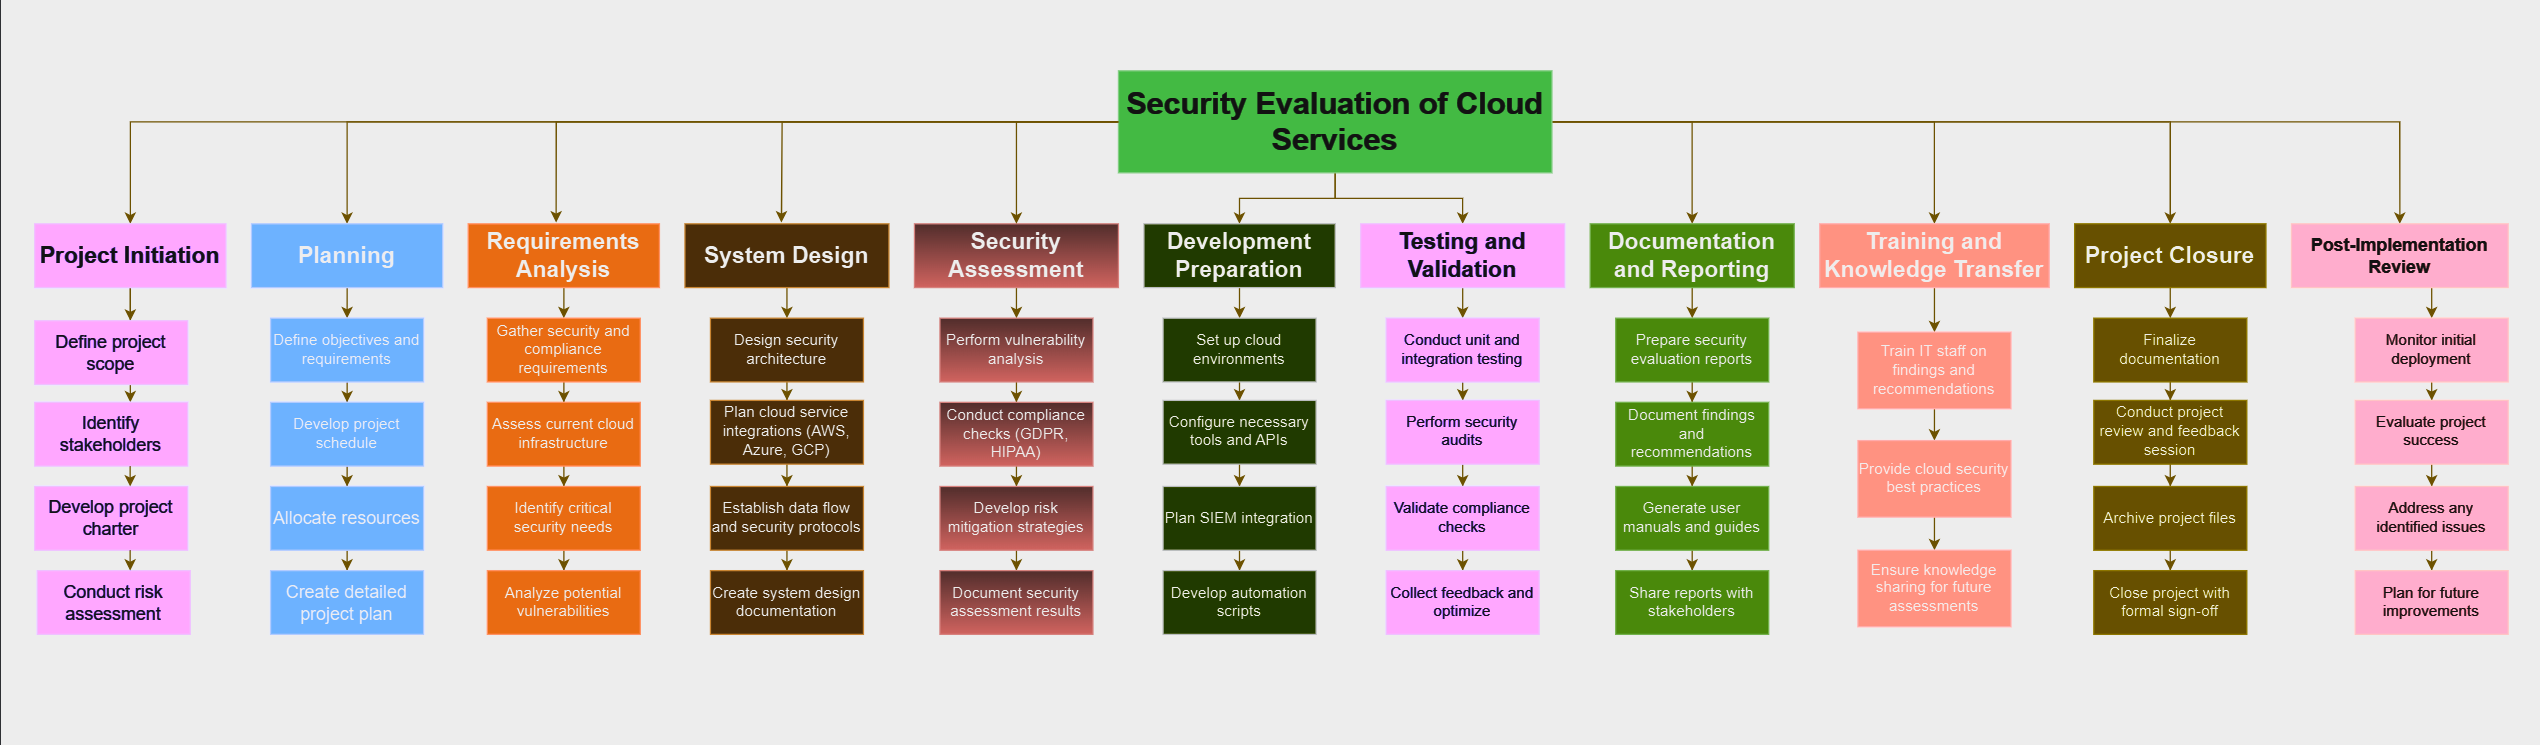 Security Evaluation of Cloud
Services
Project Initiation
Planning
Requirements
Analysis
System Design
Security
Assessment
Development
Preparation
Testing and
Validation
Documentation
and Reporting
Training and
Knowledge Transfer
Project Closure
Post-Implementation
Review
Define project
scope
Identify
stakeholders
Develop project
charter
Conduct risk
assessment
Define objectives and
requirements
Develop project
schedule
Allocate resources
Create detailed
project plan
Gather security and
compliance
requirements
Assess current cloud
infrastructure
Identify critical
security needs
Analyze potential
vulnerabilities
Design security
architecture
Plan cloud service
integrations (AWS,
Azure, GCP)
Establish data flow
and security protocols
Create system design
documentation
Perform vulnerability
analysis
Conduct compliance
checks (GDPR,
HIPAA)
Develop risk
mitigation strategies
Document security
assessment results
Set up cloud
environments
Configure necessary
tools and APIs
Plan SIEM integration
Develop automation
scripts
Conduct unit and
integration testing
Perform security
audits
Validate compliance
checks
Collect feedback and
optimize
Prepare security
evaluation reports
Document findings
and
recommendations
Generate user
manuals and guides
Share reports with
stakeholders
Train IT staff on
findings and
recommendations
Provide cloud security
best practices
Ensure knowledge
sharing for future
assessments
Finalize
documentation
Conduct project
review and feedback
session
Archive project files
Close project with
formal sign-off
Monitor initial
deployment
Evaluate project
success
Address any
identified issues
Plan for future
improvements